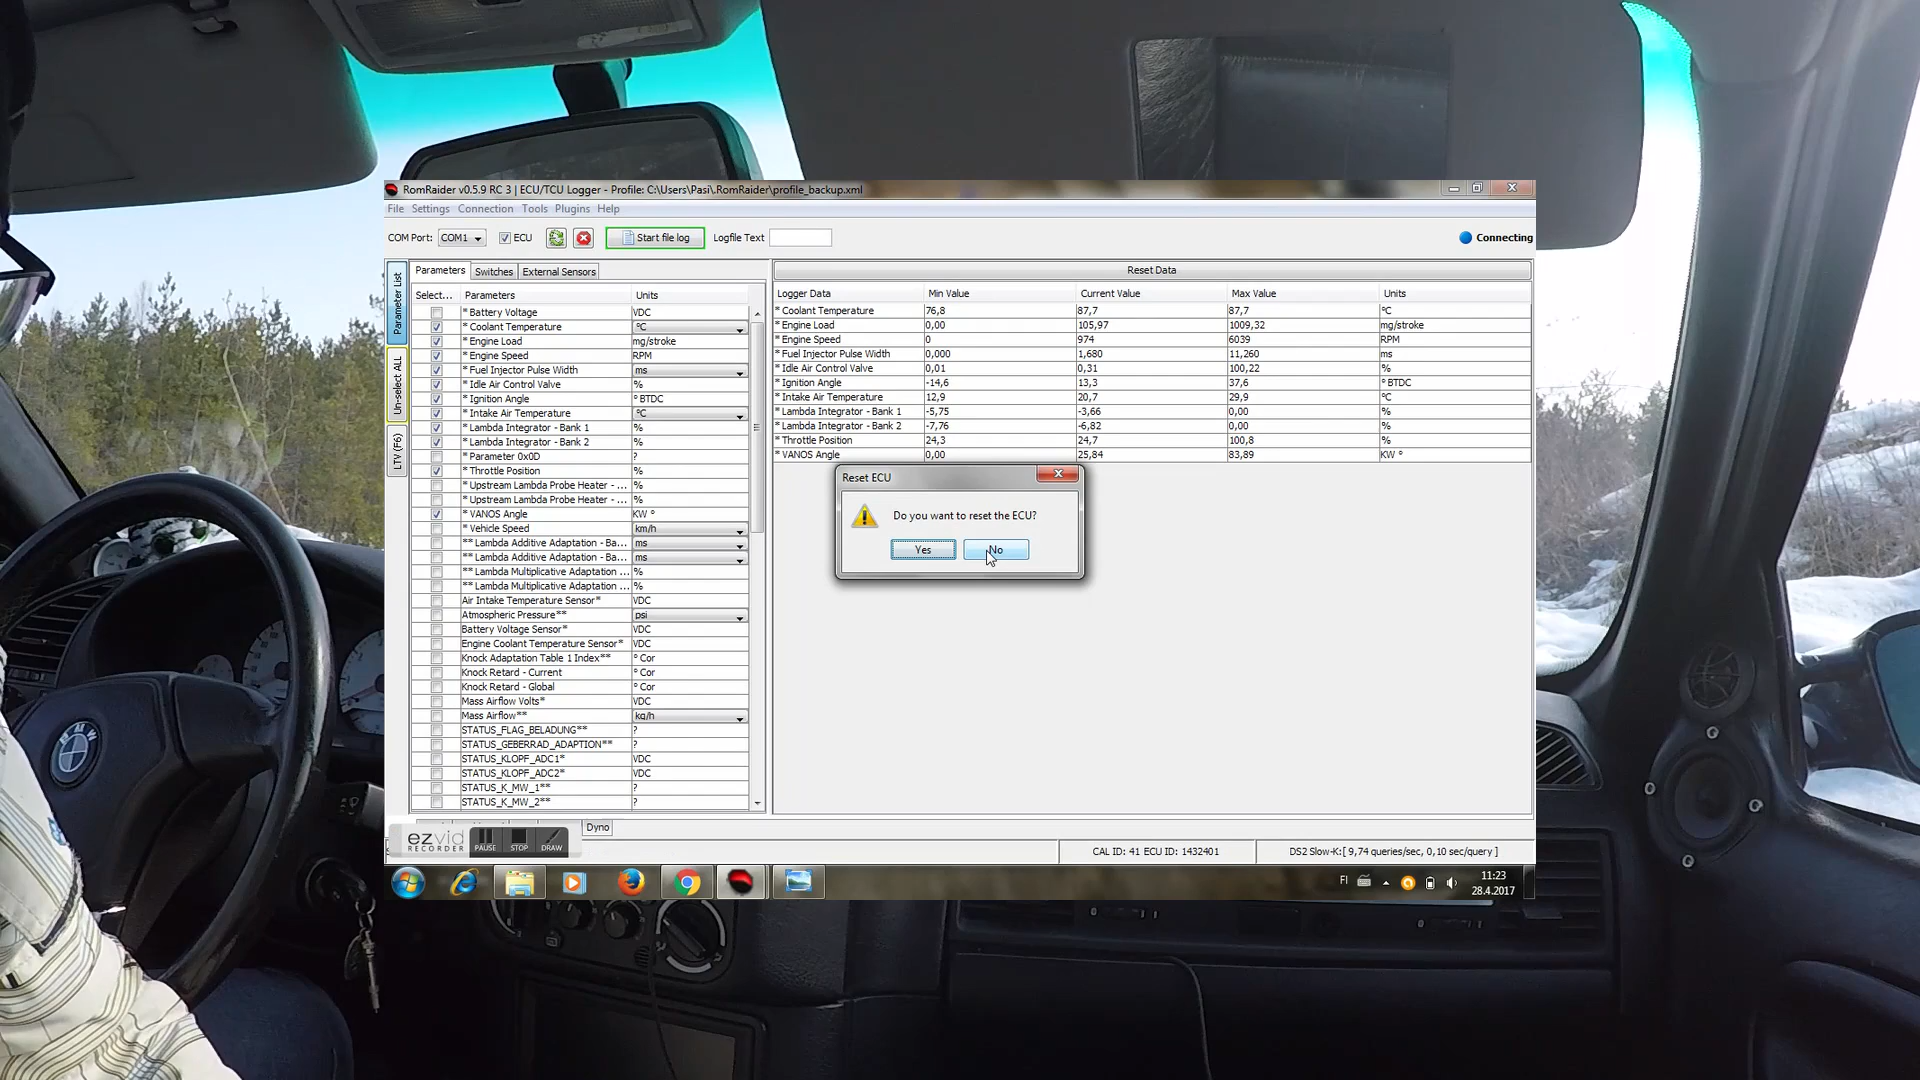 RomRaider v0.5.9 RC 3 | ECU/TCU Logger - Profile: C:\Users\Pasi\.RomRaider\profile_backup.xml
File Settings Connection Tools Plugins Help
COM Port: COM1 ECU Start file log Logfile Text Connecting
Parameter List
Un-select ALL
LTV (F6)
Parameters Switches External Sensors
Select... Parameters Units
* Battery Voltage VDC
* Coolant Temperature °C
* Engine Load mg/stroke
* Engine Speed RPM
* Fuel Injector Pulse Width ms
* Idle Air Control Valve %
* Ignition Angle ° BTDC
* Intake Air Temperature °C
* Lambda Integrator - Bank 1 %
* Lambda Integrator - Bank 2 %
* Parameter 0x0D ?
* Throttle Position %
* Upstream Lambda Probe Heater - ... %
* Upstream Lambda Probe Heater - ... %
* VANOS Angle KW °
* Vehicle Speed km/h
** Lambda Additive Adaptation - Ba... ms
** Lambda Additive Adaptation - Ba... ms
** Lambda Multiplicative Adaptation ... %
** Lambda Multiplicative Adaptation ... %
Air Intake Temperature Sensor* VDC
Atmospheric Pressure** psi
Battery Voltage Sensor* VDC
Engine Coolant Temperature Sensor* VDC
Knock Adaptation Table 1 Index** ° Cor
Knock Retard - Current ° Cor
Knock Retard - Global ° Cor
Mass Airflow Volts* VDC
Mass Airflow** kg/h
STATUS_FLAG_BELADUNG** ?
STATUS_GEBERRAD_ADAPTION** ?
STATUS_KLOPF_ADC1* VDC
STATUS_KLOPF_ADC2* VDC
STATUS_K_MW_1** ?
STATUS_K_MW_2** ?
Reset Data
Logger Data Min Value Current Value Max Value Units
* Coolant Temperature 76,8 87,7 87,7 °C
* Engine Load 0,00 105,97 1009,32 mg/stroke
* Engine Speed 0 974 6039 RPM
* Fuel Injector Pulse Width 0,000 1,680 11,260 ms
* Idle Air Control Valve 0,01 0,31 100,22 %
* Ignition Angle -14,6 13,3 37,6 ° BTDC
* Intake Air Temperature 12,9 20,7 29,9 °C
* Lambda Integrator - Bank 1 -5,75 -3,66 0,00 %
* Lambda Integrator - Bank 2 -7,76 -6,82 0,00 %
* Throttle Position 24,3 24,7 100,8 %
* VANOS Angle 0,00 25,84 83,89 KW °
Reset ECU
Do you want to reset the ECU?
Yes No
Dyno
ezvid
RECORDER
PAUSE STOP DRAW
CAL ID: 41 ECU ID: 1432401 DS2 Slow-K:[ 9,74 queries/sec, 0,10 sec/query ]
FI 11:23
28.4.2017
BMW